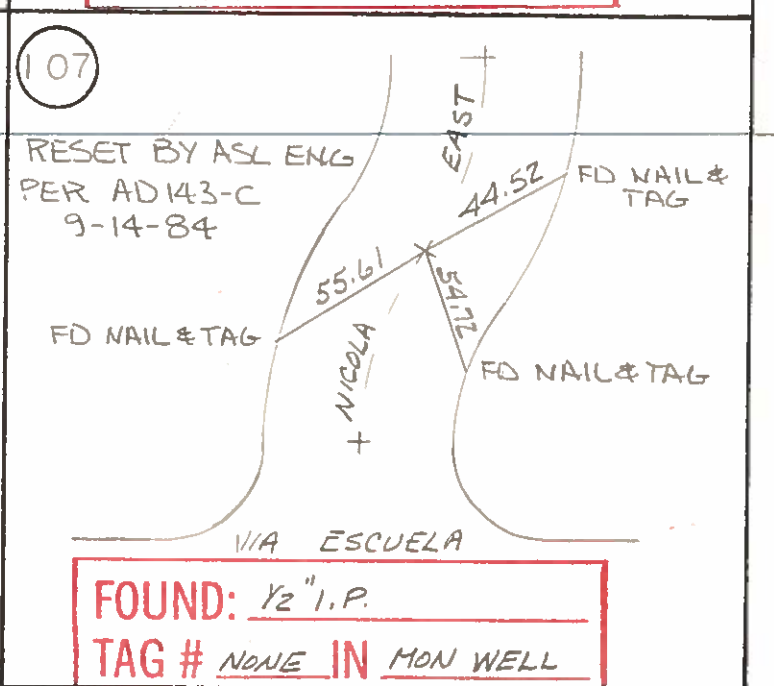 107
RESET BY ASL ENG
PER AD143-C
9-14-84
EAST
44.52
FD NAIL &
TAG
55.61
54.72
FD NAIL & TAG
NICOLA
FD NAIL & TAG
VIA ESCUELA
FOUND: 1/2" I.P.
TAG # NONE IN MON WELL